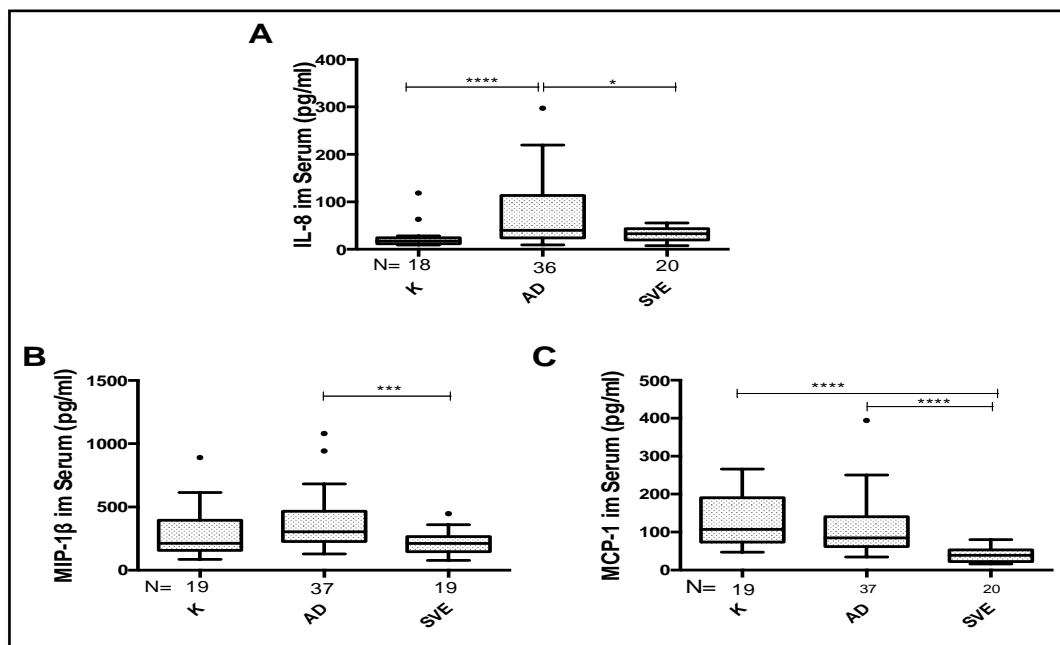 A
IL-8 im Serum (pg/ml)
400
300
200
100
0
****
*
N= 18 36 20
K AD SVE
B
MIP-1β im Serum (pg/ml)
1500
1000
500
0
***
N= 19 37 19
K AD SVE
C
MCP-1 im Serum (pg/ml)
500
400
300
200
100
0
****
****
N= 19 37 20
K AD SVE